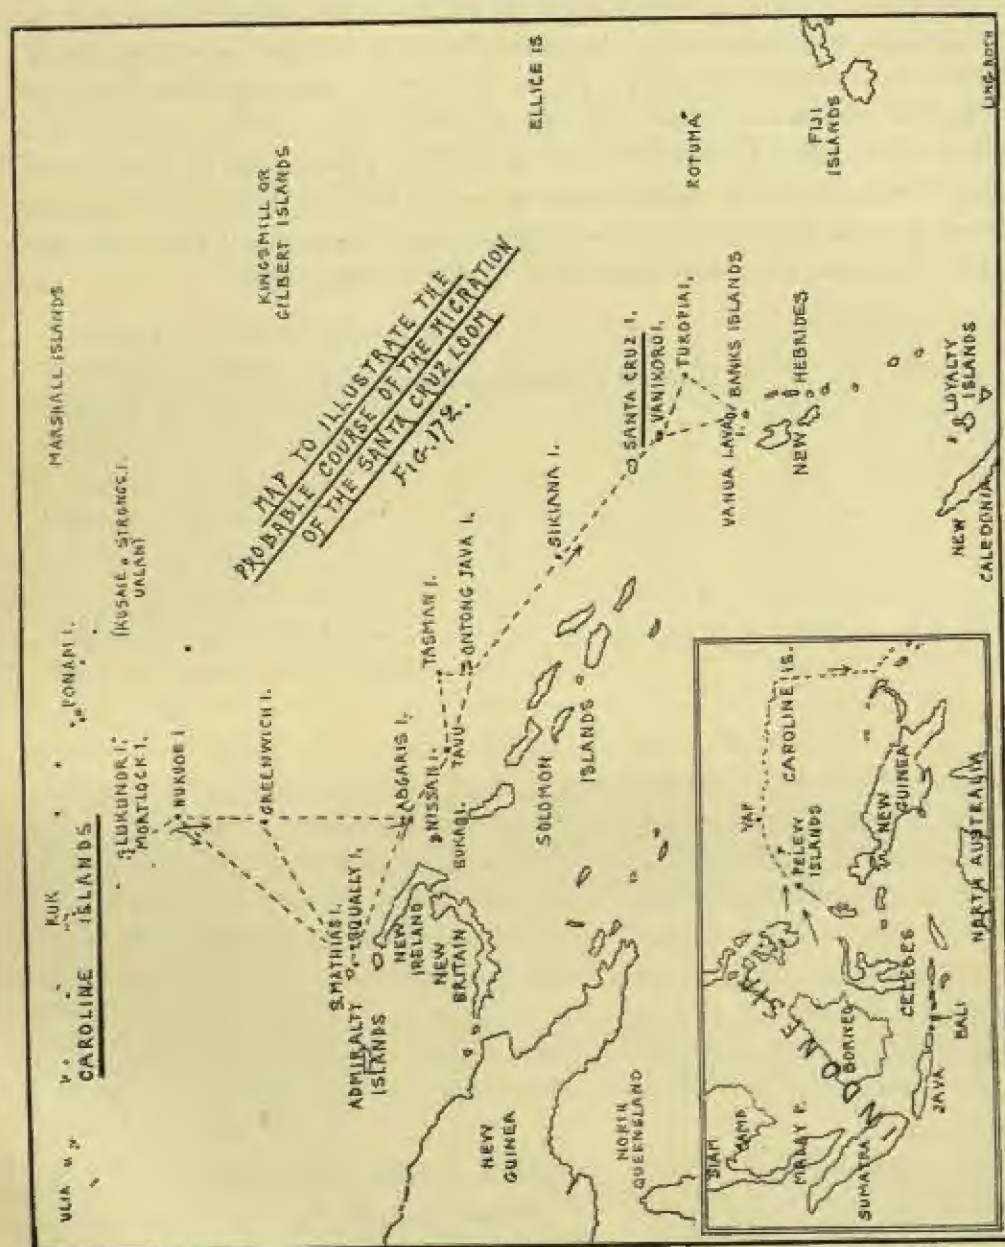 MAP TO ILLUSTRATE THE
PROBABLE COURSE OF THE MIGRATION
OF THE SANTA CRUZ LOOM
FIG. 172.
ULIA
CAROLINE ISLANDS
RUK
LUKUNOR I.
MORTLOCK I.
PONAPI I.
(KUSAIE, STRONGS I.
UALAN)
MARSHALL ISLANDS
NUKUOR I.
GREENWICH I.
KINGSMILL OR
GILBERT ISLANDS
ELLICE IS
S. MATHIAS I.
SQUALLY I.
ADMIRALTY
ISLANDS
NEW
IRELAND
NEW
BRITAIN
ABGARIS I.
NISSAN I.
BUKA I.
TAUU
TASMAN I.
ONTONG JAVA I.
SIKIANA I.
SOLOMON
ISLANDS
SANTA CRUZ I.
VANIKORO I.
TUKOPIA I.
VANUA LAVA
BANKS ISLANDS
NEW
HEBRIDES
ROTUMA
FIJI
ISLANDS
NEW
GUINEA
NORTH
QUEENSLAND
NEW
CALEDONIA
LOYALTY
ISLANDS
LING ROTH
SIAM
MALAY P.
SUMATRA
BORNEO
JAVA
BALI
CELEBES
YAP
PELEW
ISLANDS
CAROLINE IS.
NEW
GUINEA
NORTH AUSTRALIA